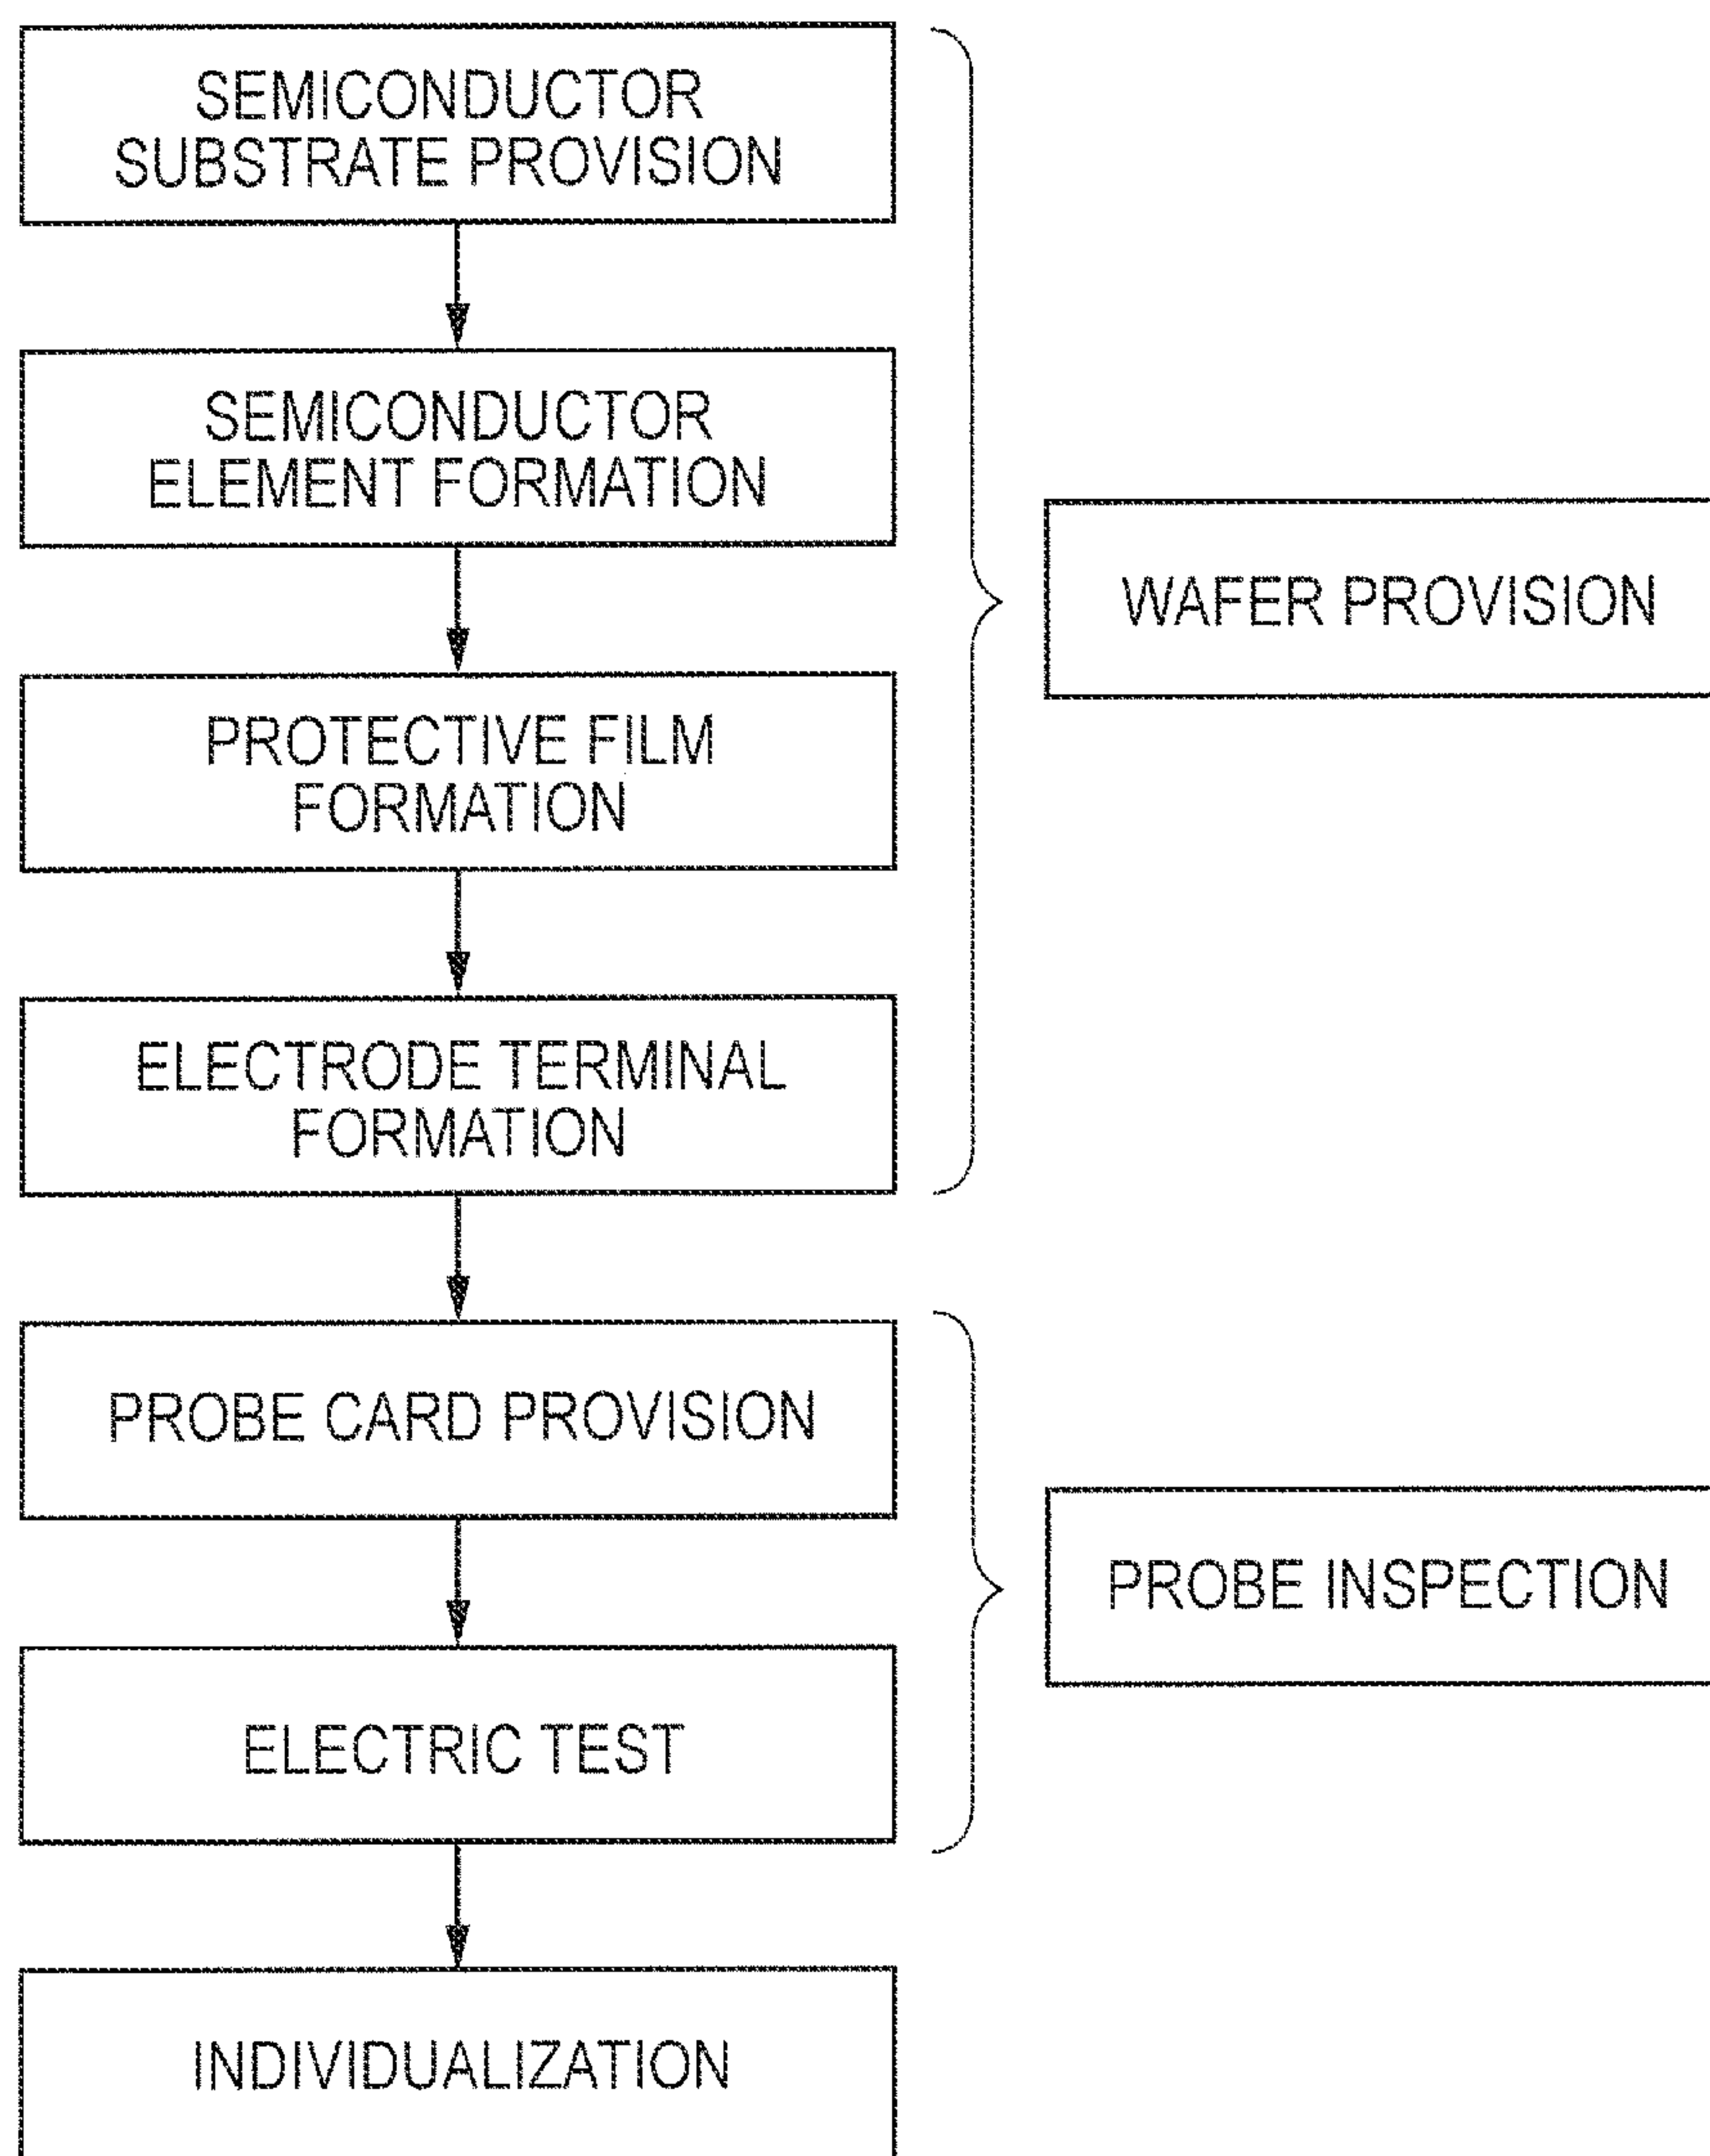 SEMICONDUCTOR
SUBSTRATE PROVISION
SEMICONDUCTOR
ELEMENT FORMATION
WAFER PROVISION
PROTECTIVE FILM
FORMATION
ELECTRODE TERMINAL
FORMATION
PROBE CARD PROVISION
PROBE INSPECTION
ELECTRIC TEST
INDIVIDUALIZATION